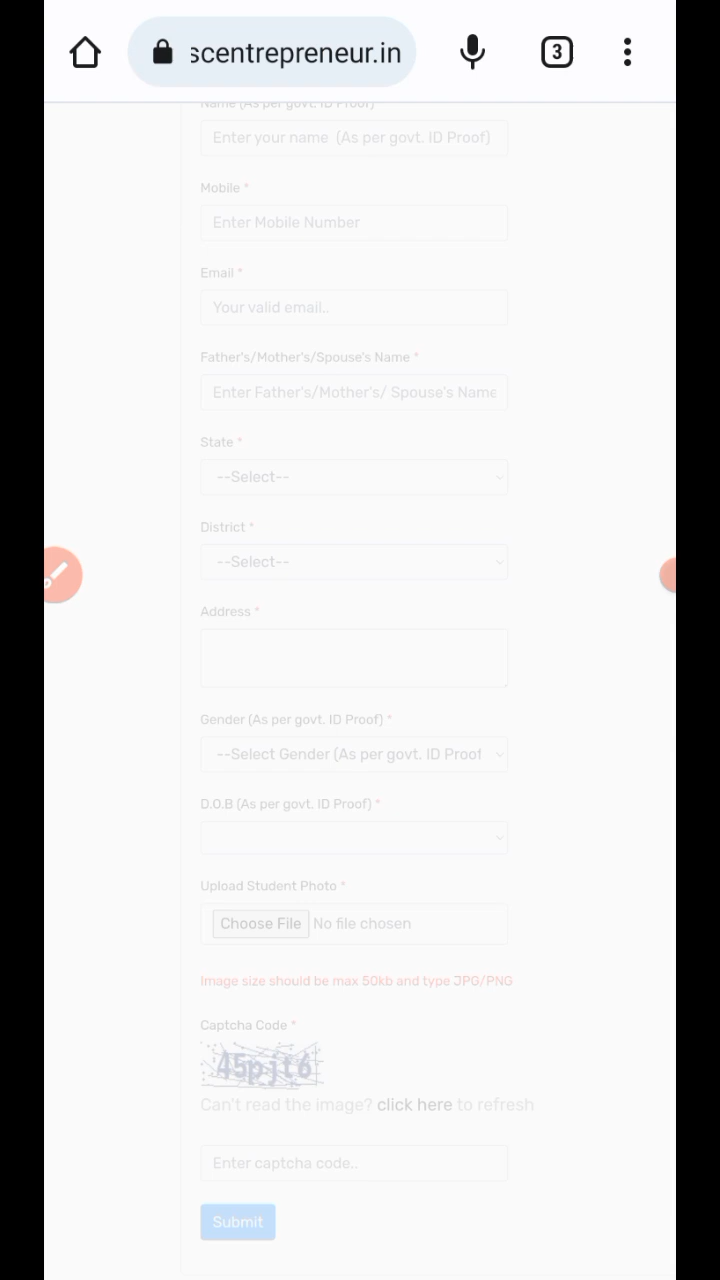 scentrepreneur.in
3
Name (As per govt. ID Proof)
Enter your name (As per govt. ID Proof)
Mobile *
Enter Mobile Number
Email *
Your valid email..
Father's/Mother's/Spouse's Name *
Enter Father's/Mother's/ Spouse's Name
State *
--Select--
District *
--Select--
Address *
Gender (As per govt. ID Proof) *
--Select Gender (As per govt. ID Proof
D.O.B (As per govt. ID Proof) *
Upload Student Photo *
Choose File No file chosen
Image size should be max 50kb and type JPG/PNG
Captcha Code *
45pjt6
Can't read the image? click here to refresh
Enter captcha code..
Submit